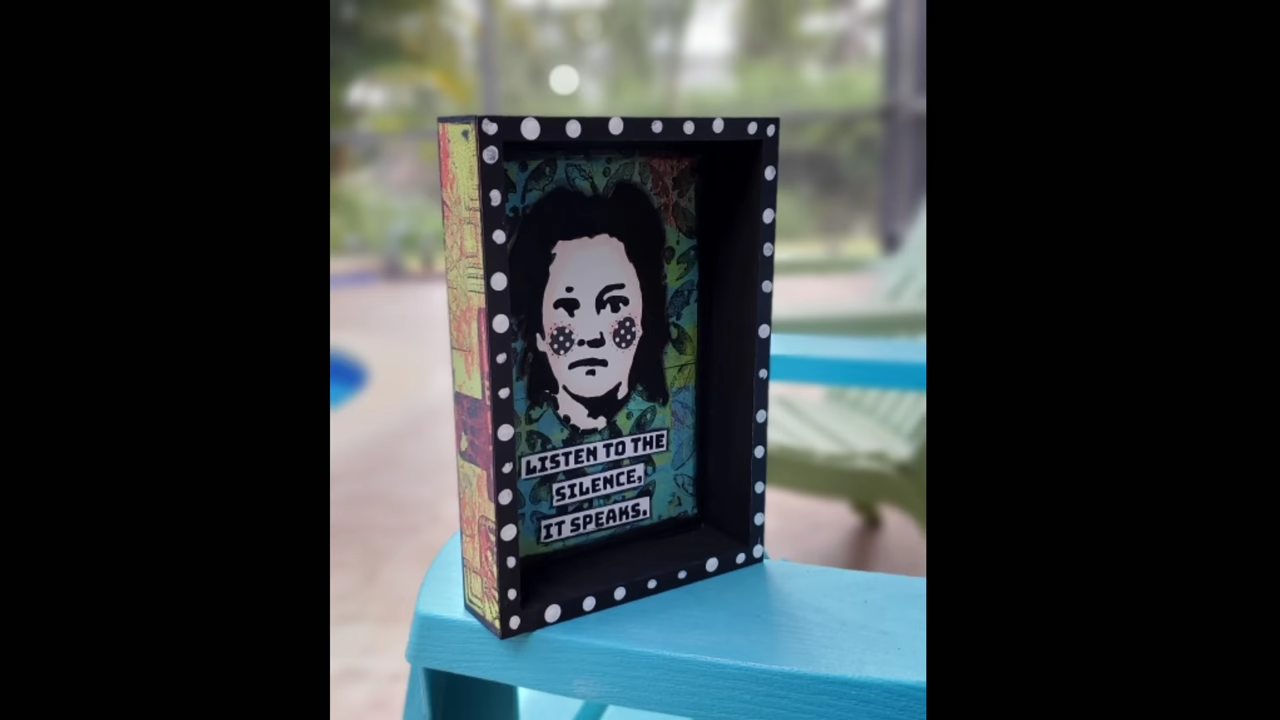 LISTEN TO THE
SILENCE,
IT SPEAKS.